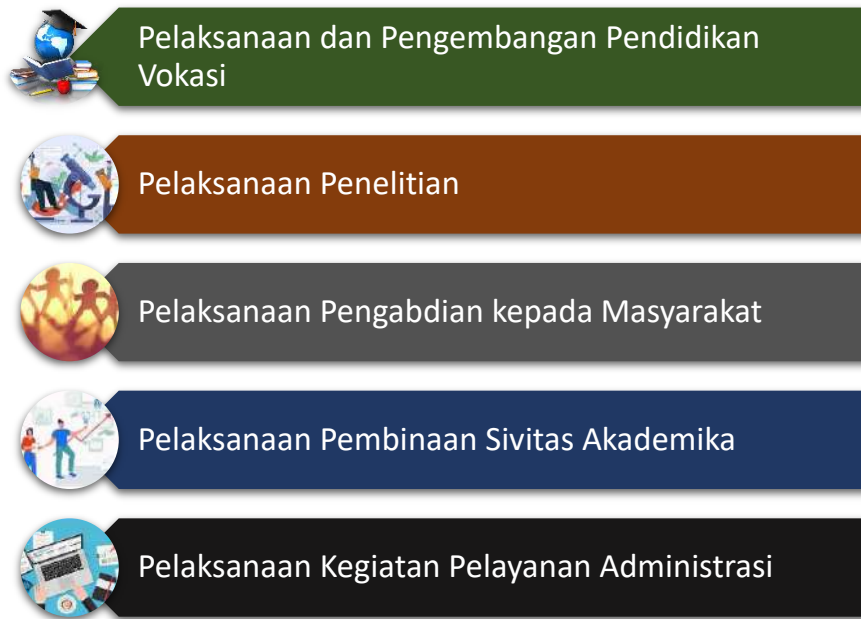 Pelaksanaan dan Pengembangan Pendidikan
Vokasi
Pelaksanaan Penelitian
Pelaksanaan Pengabdian kepada Masyarakat
Pelaksanaan Pembinaan Sivitas Akademika
Pelaksanaan Kegiatan Pelayanan Administrasi